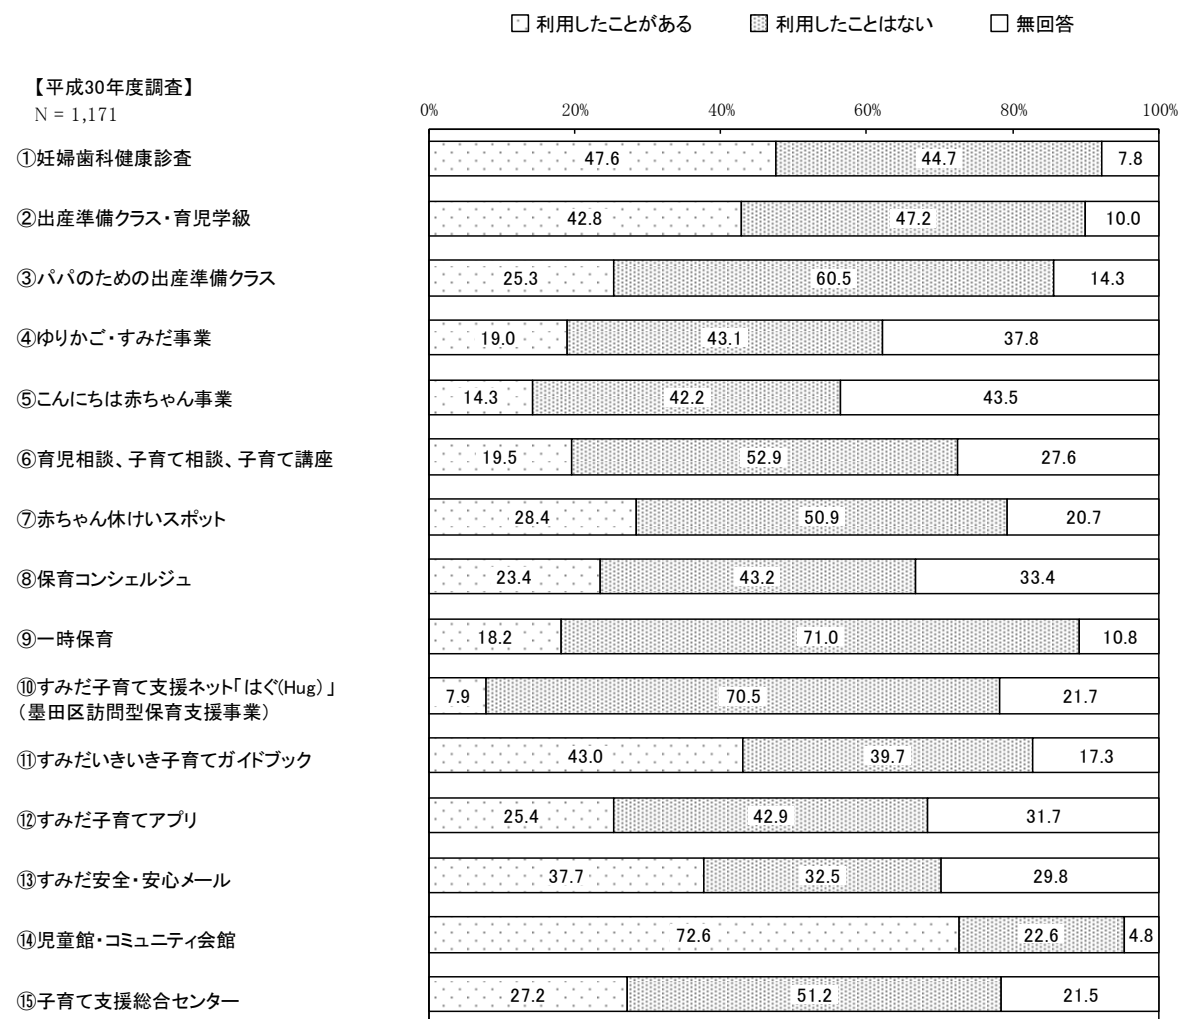 利用したことがある 利用したことはない 無回答
【平成30年度調査】
N = 1,171
0% 20% 40% 60% 80% 100%
①妊婦歯科健康診査 47.6 44.7 7.8
②出産準備クラス・育児学級 42.8 47.2 10.0
③パパのための出産準備クラス 25.3 60.5 14.3
④ゆりかご・すみだ事業 19.0 43.1 37.8
⑤こんにちは赤ちゃん事業 14.3 42.2 43.5
⑥育児相談、子育て相談、子育て講座 19.5 52.9 27.6
⑦赤ちゃん休けいスポット 28.4 50.9 20.7
⑧保育コンシェルジュ 23.4 43.2 33.4
⑨一時保育 18.2 71.0 10.8
⑩すみだ子育て支援ネット「はぐ(Hug)」
（墨田区訪問型保育支援事業） 7.9 70.5 21.7
⑪すみだいきいき子育てガイドブック 43.0 39.7 17.3
⑫すみだ子育てアプリ 25.4 42.9 31.7
⑬すみだ安全・安心メール 37.7 32.5 29.8
⑭児童館・コミュニティ会館 72.6 22.6 4.8
⑮子育て支援総合センター 27.2 51.2 21.5